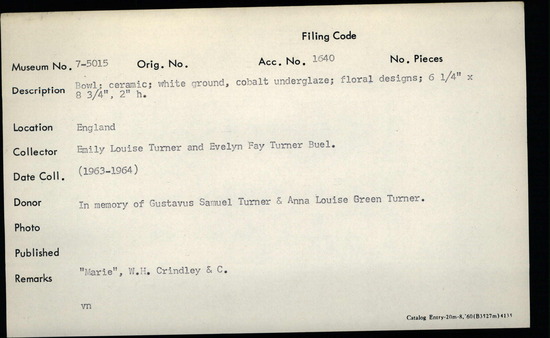 Filing Code
Museum No. 7-5015 Orig. No. Acc. No. 1640 No. Pieces
Description Bowl; ceramic; white ground, cobalt underglaze; floral designs; 6 1/4" x
8 3/4", 2" h.
Location England
Collector Emily Louise Turner and Evelyn Fay Turner Buel.
Date Coll. (1963-1964)
Donor In memory of Gustavus Samuel Turner & Anna Louise Green Turner.
Photo
Published
Remarks "Marie", W.H. Crindley & C.
vn
Catalog Entry-20m-8,'60(B3527m)4135